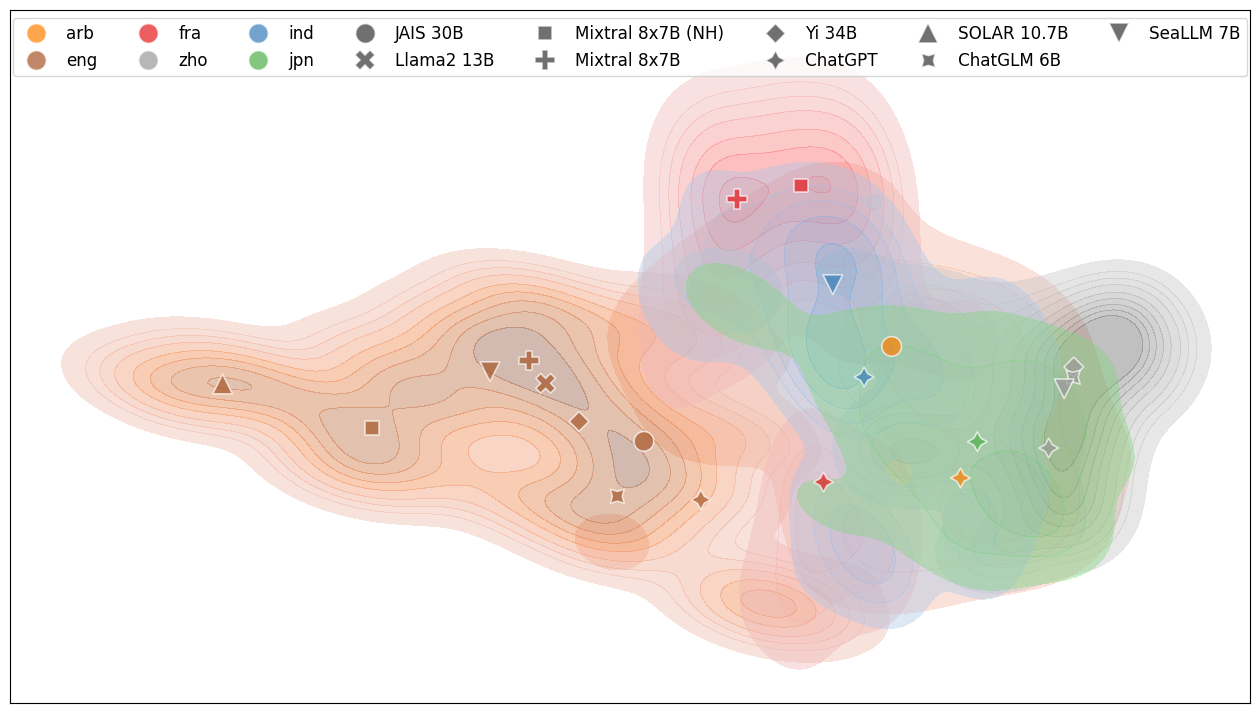 arb fra ind JAIS 30B Mixtral 8x7B (NH) Yi 34B SOLAR 10.7B SeaLLM 7B
eng zho jpn Llama2 13B Mixtral 8x7B ChatGPT ChatGLM 6B